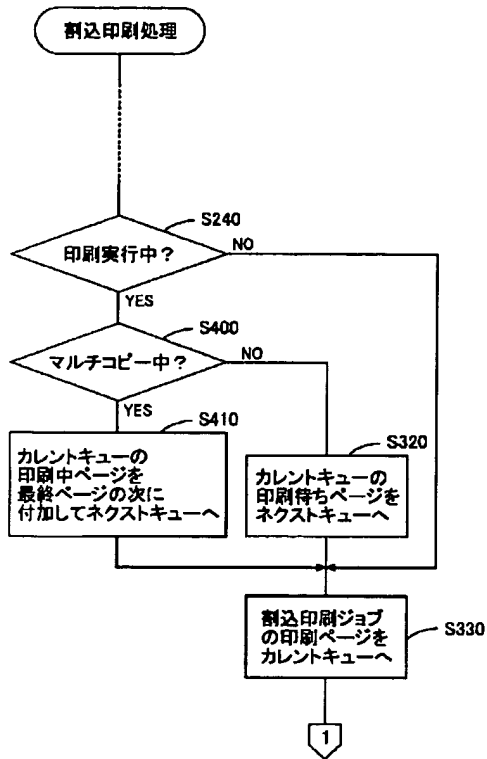 割込印刷処理
S240
印刷実行中？
NO
YES
S400
マルチコピー中？
NO
YES
S410
カレントキューの
印刷中ページを
最終ページの次に
付加してネクストキューへ
S320
カレントキューの
印刷待ちページを
ネクストキューへ
割込印刷ジョブ
の印刷ページを
カレントキューへ
S330
1